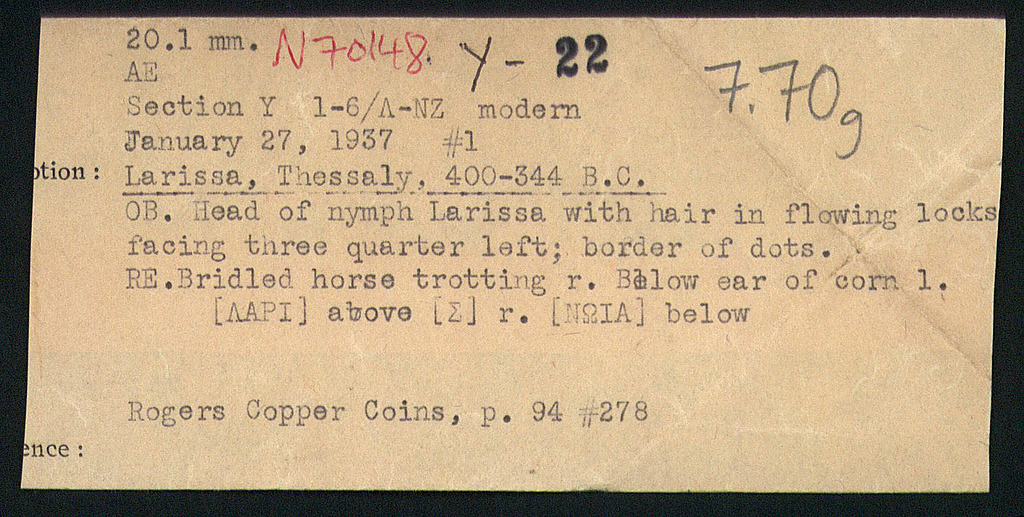 20.1 mm. N70148. Y - 22
7.70g
AE
Section Y 1-6/Λ-NZ modern
January 27, 1937 #1
ption : Larissa, Thessaly, 400-344 B.C.
OB. Head of nymph Larissa with hair in flowing locks
facing three quarter left; border of dots.
RE.Bridled horse trotting r. Below ear of corn l.
[ΛAPI] above [Σ] r. [NΩIA] below
Rogers Copper Coins, p. 94 #278
ence :